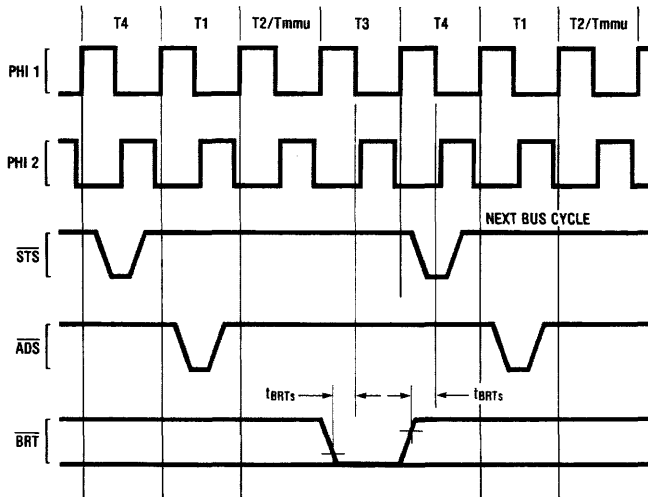 T4 T1 T2/Tmmu T3 T4 T1 T2/Tmmu
PHI 1
PHI 2
NEXT BUS CYCLE
STS
ADS
tBRTs tBRTs
BRT